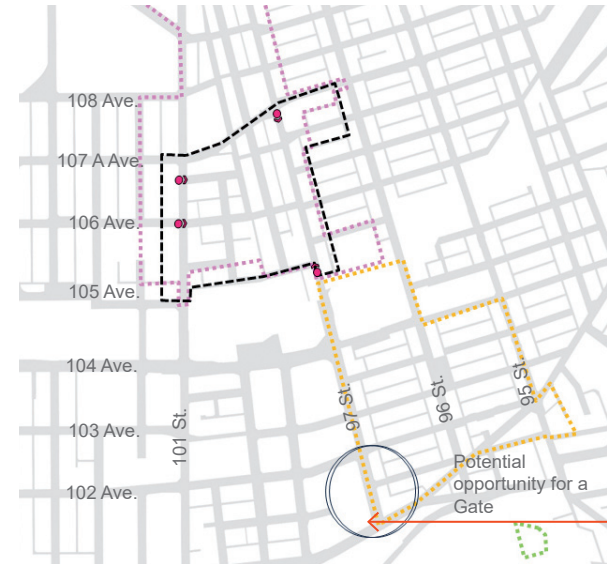 108 Ave.
107 A Ave.
106 Ave.
105 Ave.
104 Ave.
103 Ave.
102 Ave.
101 St.
97 St.
96 St.
95 St.
Potential
opportunity for a
Gate